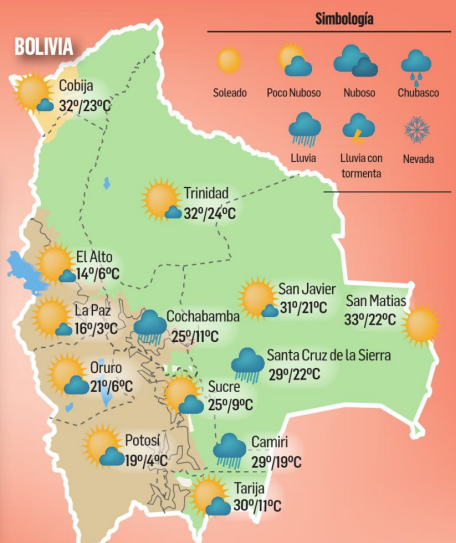 Simbología
BOLIVIA
Soleado
Poco Nuboso
Nuboso
Chubasco
Lluvia
Lluvia con
tormenta
Nevada
Cobija
32º/23ºC
Trinidad
32º/24ºC
El Alto
14º/6ºC
San Javier
31º/21ºC
San Matias
33º/22ºC
La Paz
16º/3ºC
Cochabamba
25º/11ºC
Santa Cruz de la Sierra
29º/22ºC
Oruro
21º/6ºC
Sucre
25º/9ºC
Potosí
19º/4ºC
Camiri
29º/19ºC
Tarija
30º/11ºC